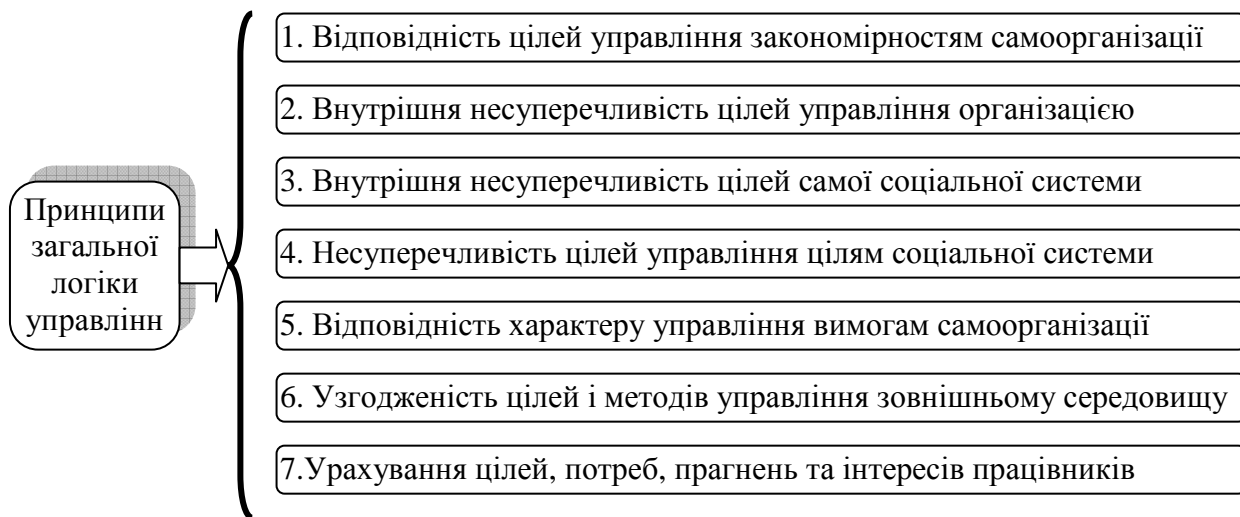 Принципи
загальної
логіки
управлінн
1. Відповідність цілей управління закономірностям самоорганізації
2. Внутрішня несуперечливість цілей управління організацією
3. Внутрішня несуперечливість цілей самої соціальної системи
4. Несуперечливість цілей управління цілям соціальної системи
5. Відповідність характеру управління вимогам самоорганізації
6. Узгодженість цілей і методів управління зовнішньому середовищу
7.Урахування цілей, потреб, прагнень та інтересів працівників